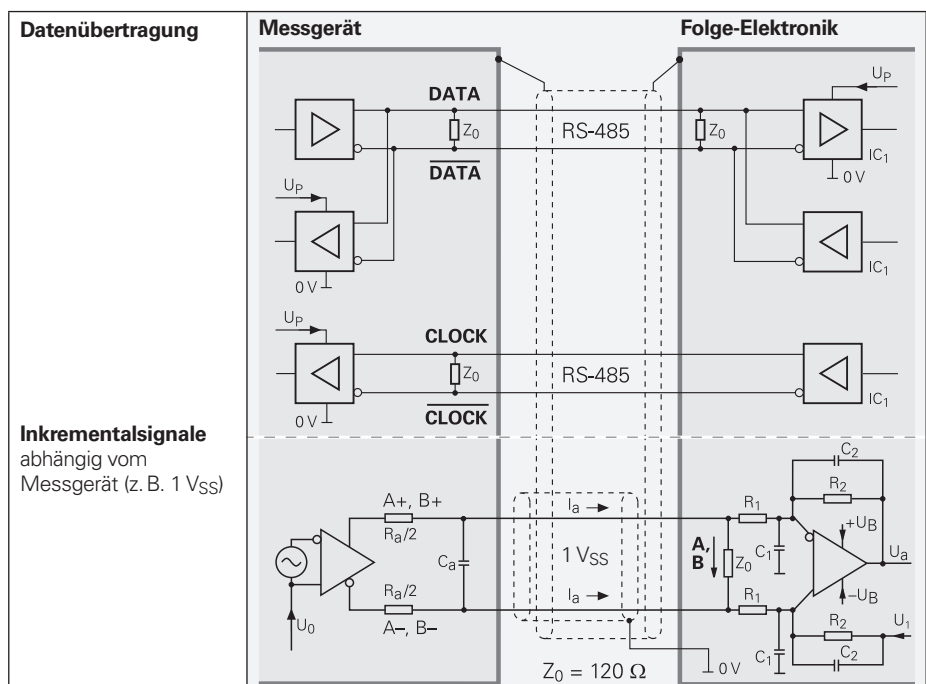 Datenübertragung
Messgerät
Folge-Elektronik
DATA
Z0
RS-485
Z0
UP
IC1
0 V
DATA
UP
0 V
IC1
UP
CLOCK
Z0
RS-485
0 V
CLOCK
IC1
Inkrementalsignale
abhängig vom
Messgerät (z. B. 1 VSS)
A+, B+
Ra/2
Ca
Ia
1 VSS
Ia
Ra/2
A–, B–
U0
R1
C1
A,
B
Z0
R1
C1
C2
R2
+UB
Ua
–UB
R2
U1
C2
Z0 = 120 Ω
0 V